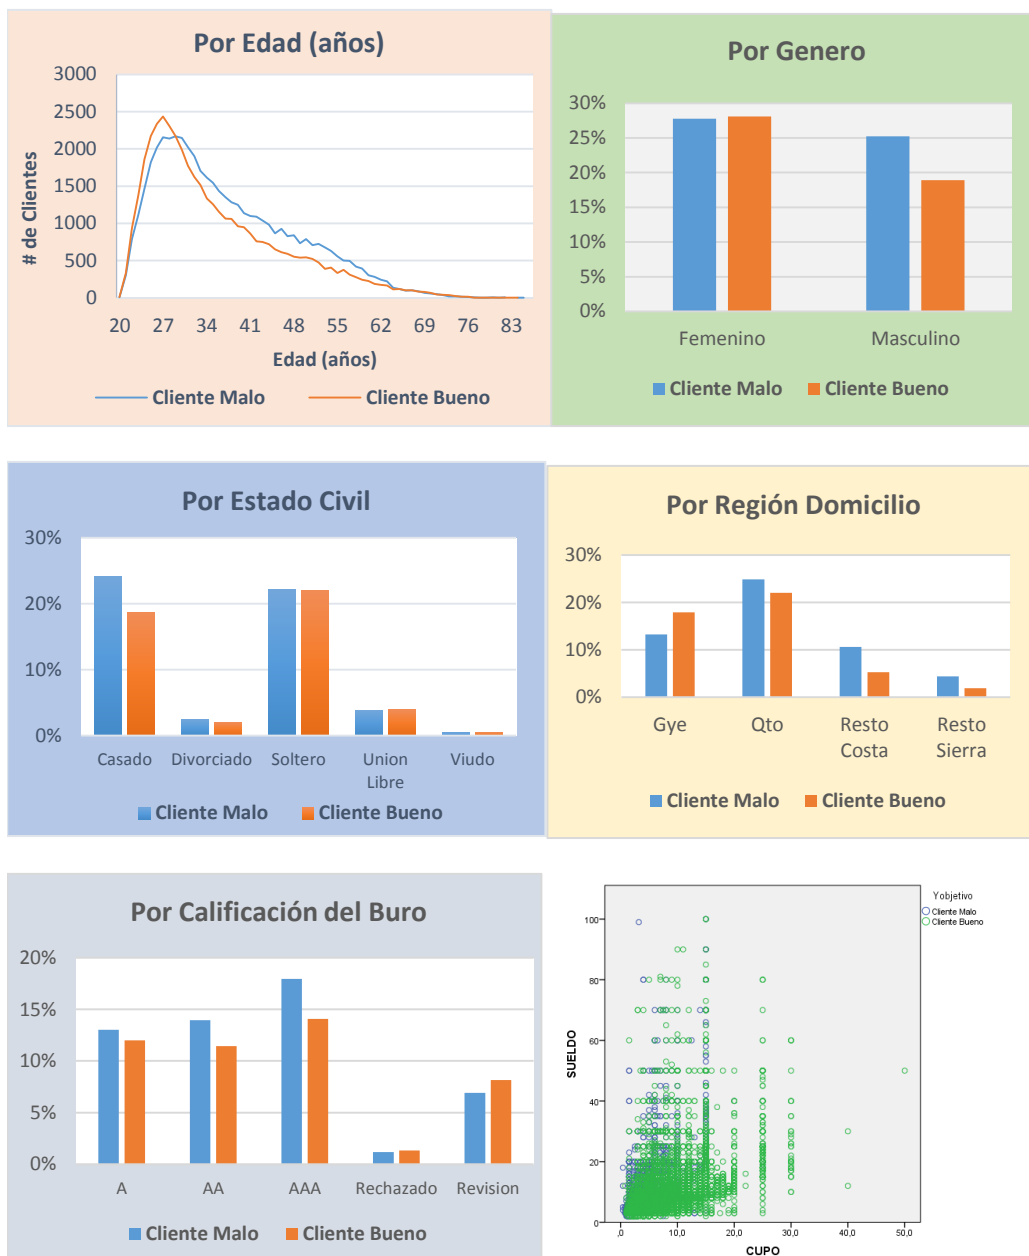 Por Edad (años)
3000
2500
2000
1500
1000
500
0
# de Clientes
20 27 34 41 48 55 62 69 76 83
Edad (años)
Cliente Malo Cliente Bueno
Por Genero
30%
25%
20%
15%
10%
5%
0%
Femenino Masculino
Cliente Malo Cliente Bueno
Por Estado Civil
30%
20%
10%
0%
Casado Divorciado Soltero Union Viudo
Libre
Cliente Malo Cliente Bueno
Por Región Domicilio
30%
20%
10%
0%
Gye Qto Resto Resto
Costa Sierra
Cliente Malo Cliente Bueno
Por Calificación del Buro
20%
15%
10%
5%
0%
A AA AAA Rechazado Revision
Cliente Malo Cliente Bueno
Yobjetivo
Cliente Malo
Cliente Bueno
100
80
60
40
20
0
SUELDO
,0 10,0 20,0 30,0 40,0 50,0
CUPO